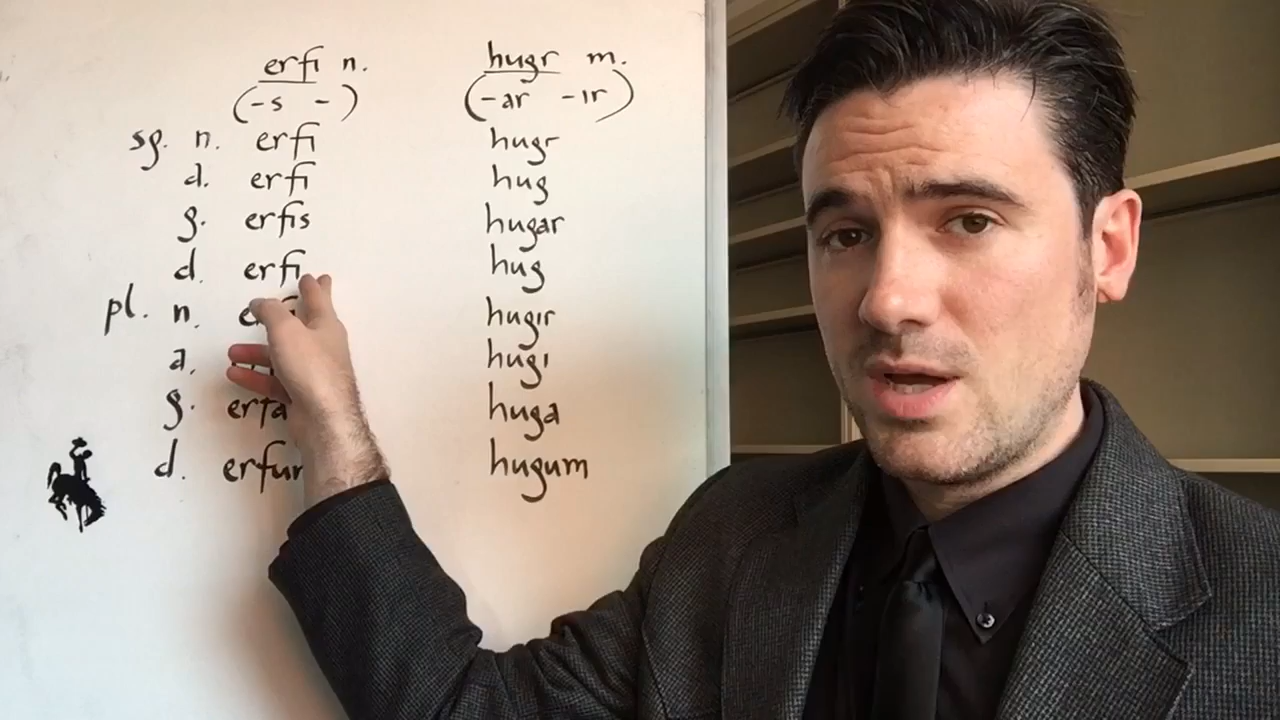 erfi n. hugr m.
(-s -) (-ar -ir)
sg. n. erfi hugr
d. erfi hug
g. erfis hugar
d. erfi hug
pl. n. hugir
a. hugi
g. erfa huga
d. hugum